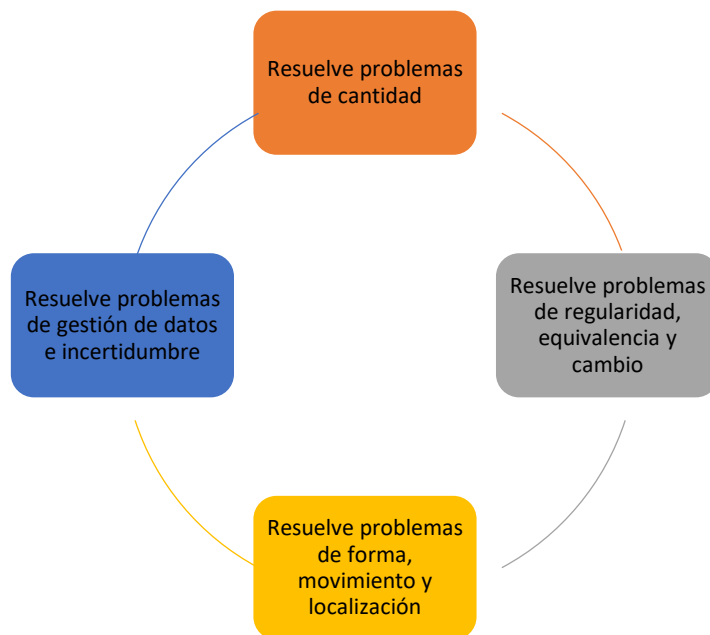 Resuelve problemas
de cantidad
Resuelve problemas
de regularidad,
equivalencia y
cambio
Resuelve problemas
de forma,
movimiento y
localización
Resuelve problemas
de gestión de datos
e incertidumbre